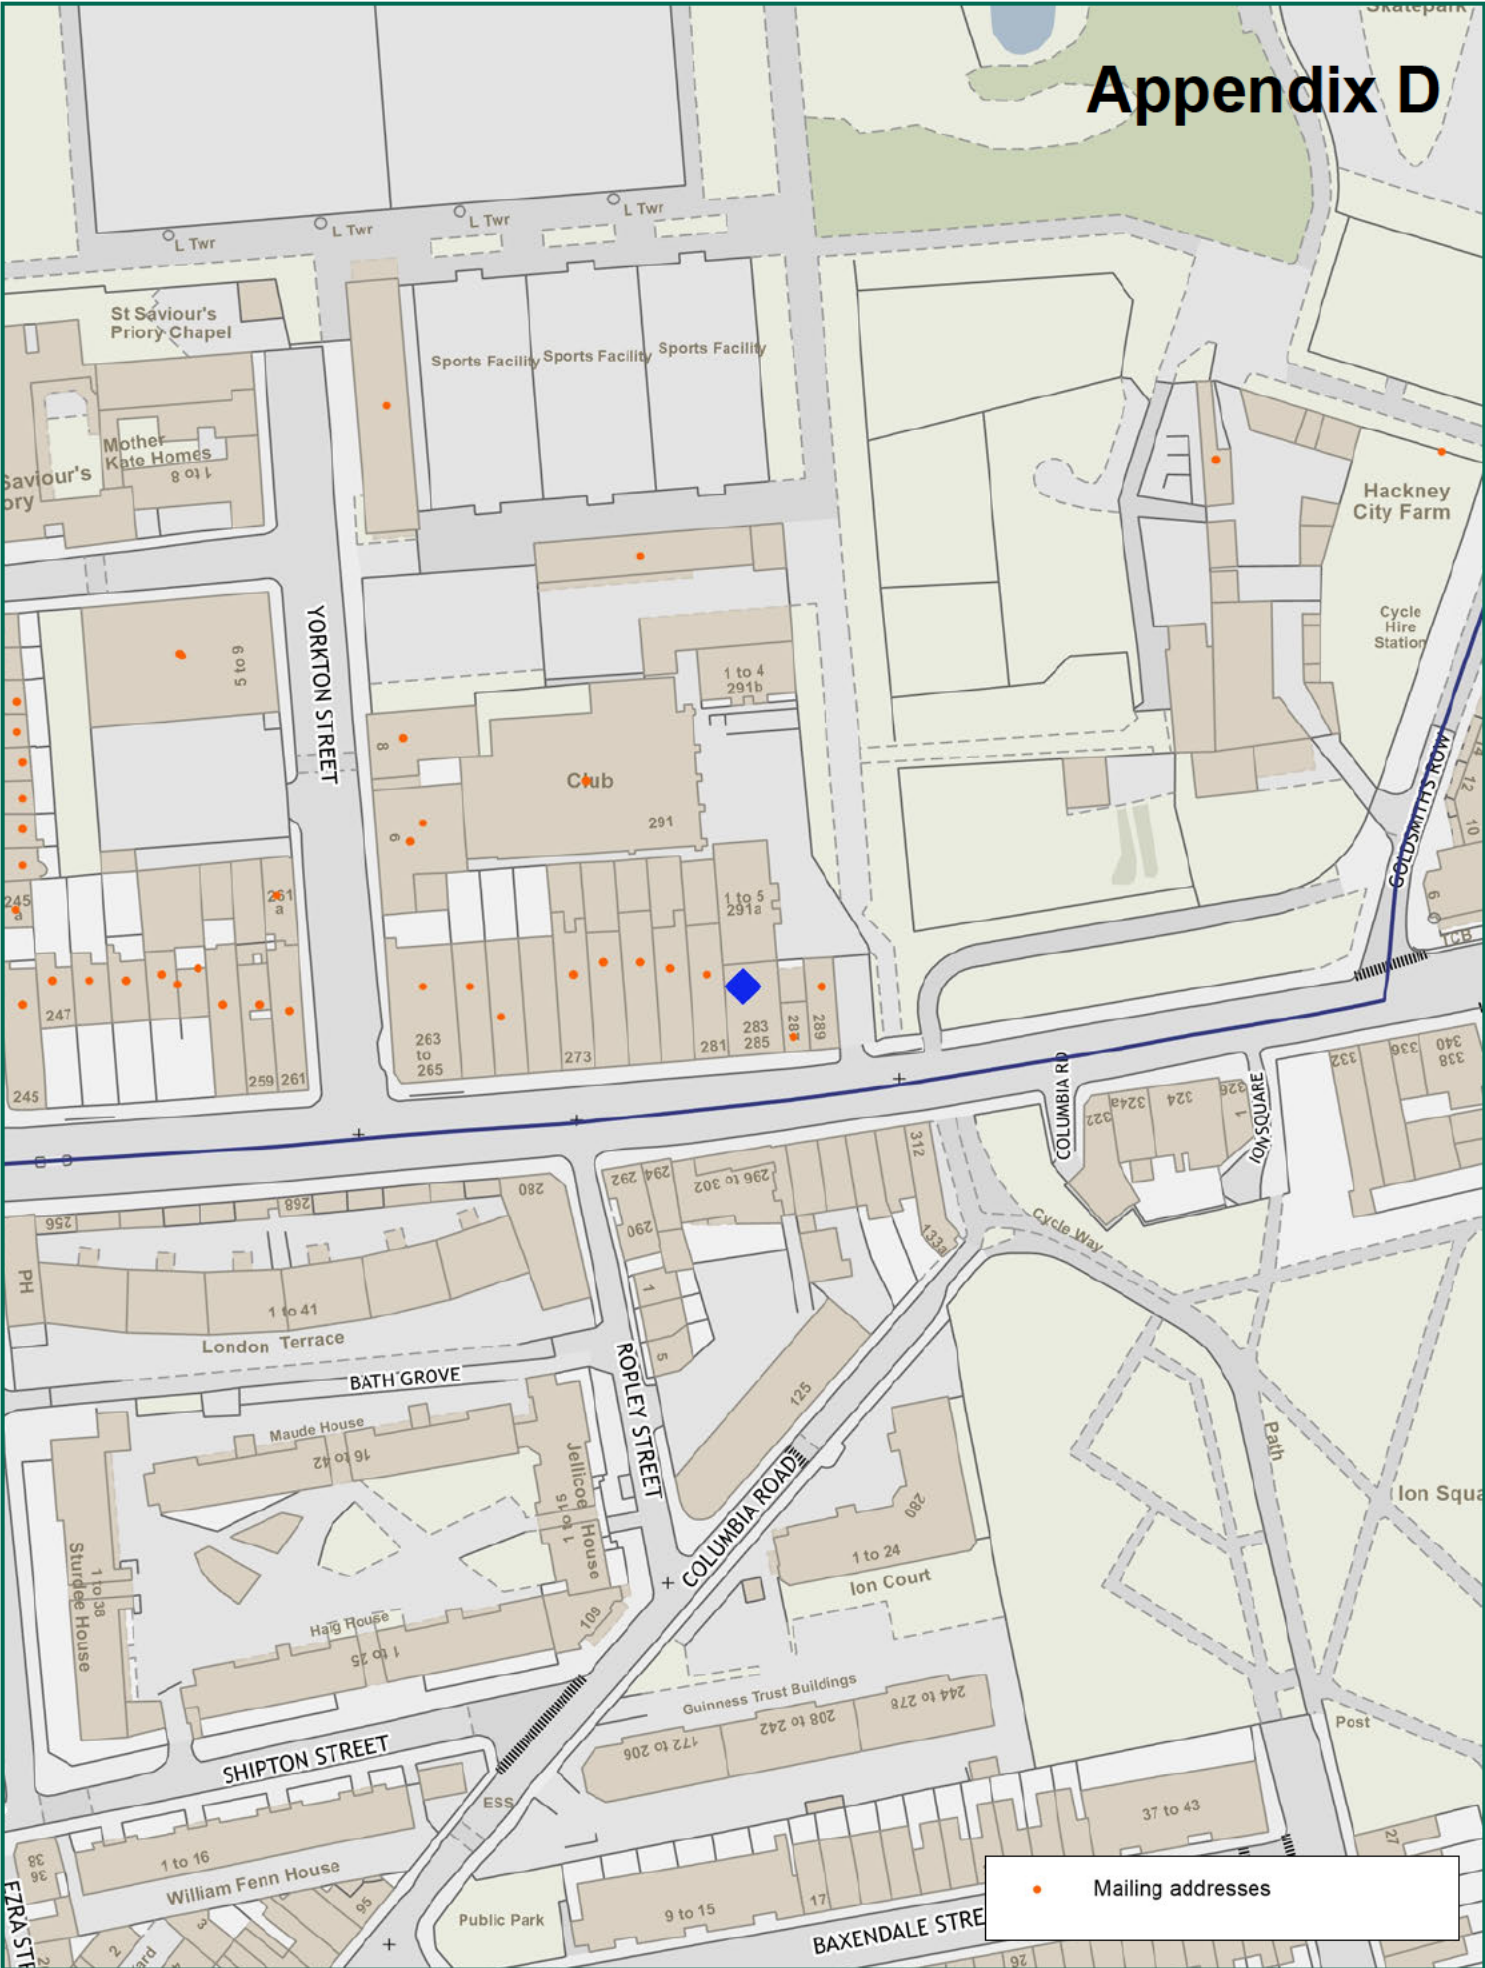 Skatepark
Appendix D
L Twr
L Twr
L Twr
L Twr
St Saviour's
Priory Chapel
Sports Facility
Sports Facility
Sports Facility
Mother
Kate Homes
1 to 8
Saviour's
ory
Hackney
City Farm
Cycle
Hire
Station
YORKTON STREET
5 to 9
1 to 4
291b
8
Club
291
6
GOLDSMITHS ROW
14
12
10
6
TCB
245
a
261
a
1 to 5
291a
247
245
259
261
263
to
265
273
281
283
285
287
289
COLUMBIA RD
322
324a
324
326
1
ION SQUARE
332
336
340
338
256
268
280
292
294
296 to 302
312
290
133a
Cycle Way
PH
1 to 41
London Terrace
1
5
BATH GROVE
ROPLEY STREET
125
Maude House
16 to 42
Jellicoe House
1 to 15
COLUMBIA ROAD
280
1 to 24
Ion Court
Path
Ion Squa
Sturdee House
1 to 38
Haig House
1 to 25
109
Guinness Trust Buildings
172 to 206
208 to 242
244 to 278
Post
SHIPTON STREET
ESS
37 to 43
27
38
36
1 to 16
William Fenn House
95
3
2
ard
EZRA STR
Public Park
9 to 15
17
BAXENDALE STRE
26
Mailing addresses